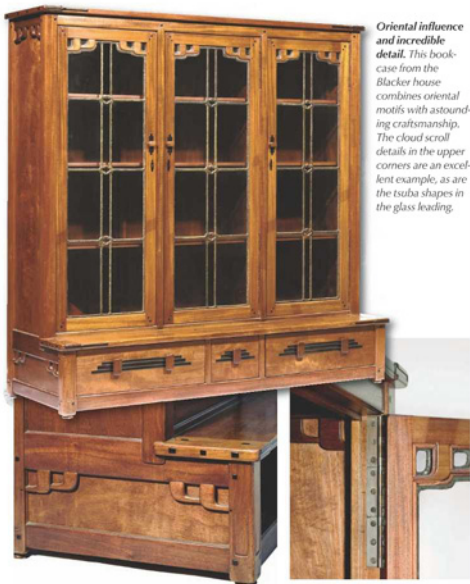 Oriental influence
and incredible
detail. This book-
case from the
Blacker house
combines oriental
motifs with astound-
ing craftsmanship.
The cloud scroll
details in the upper
corners are an excel-
lent example, as are
the tsuba shapes in
the glass leading.